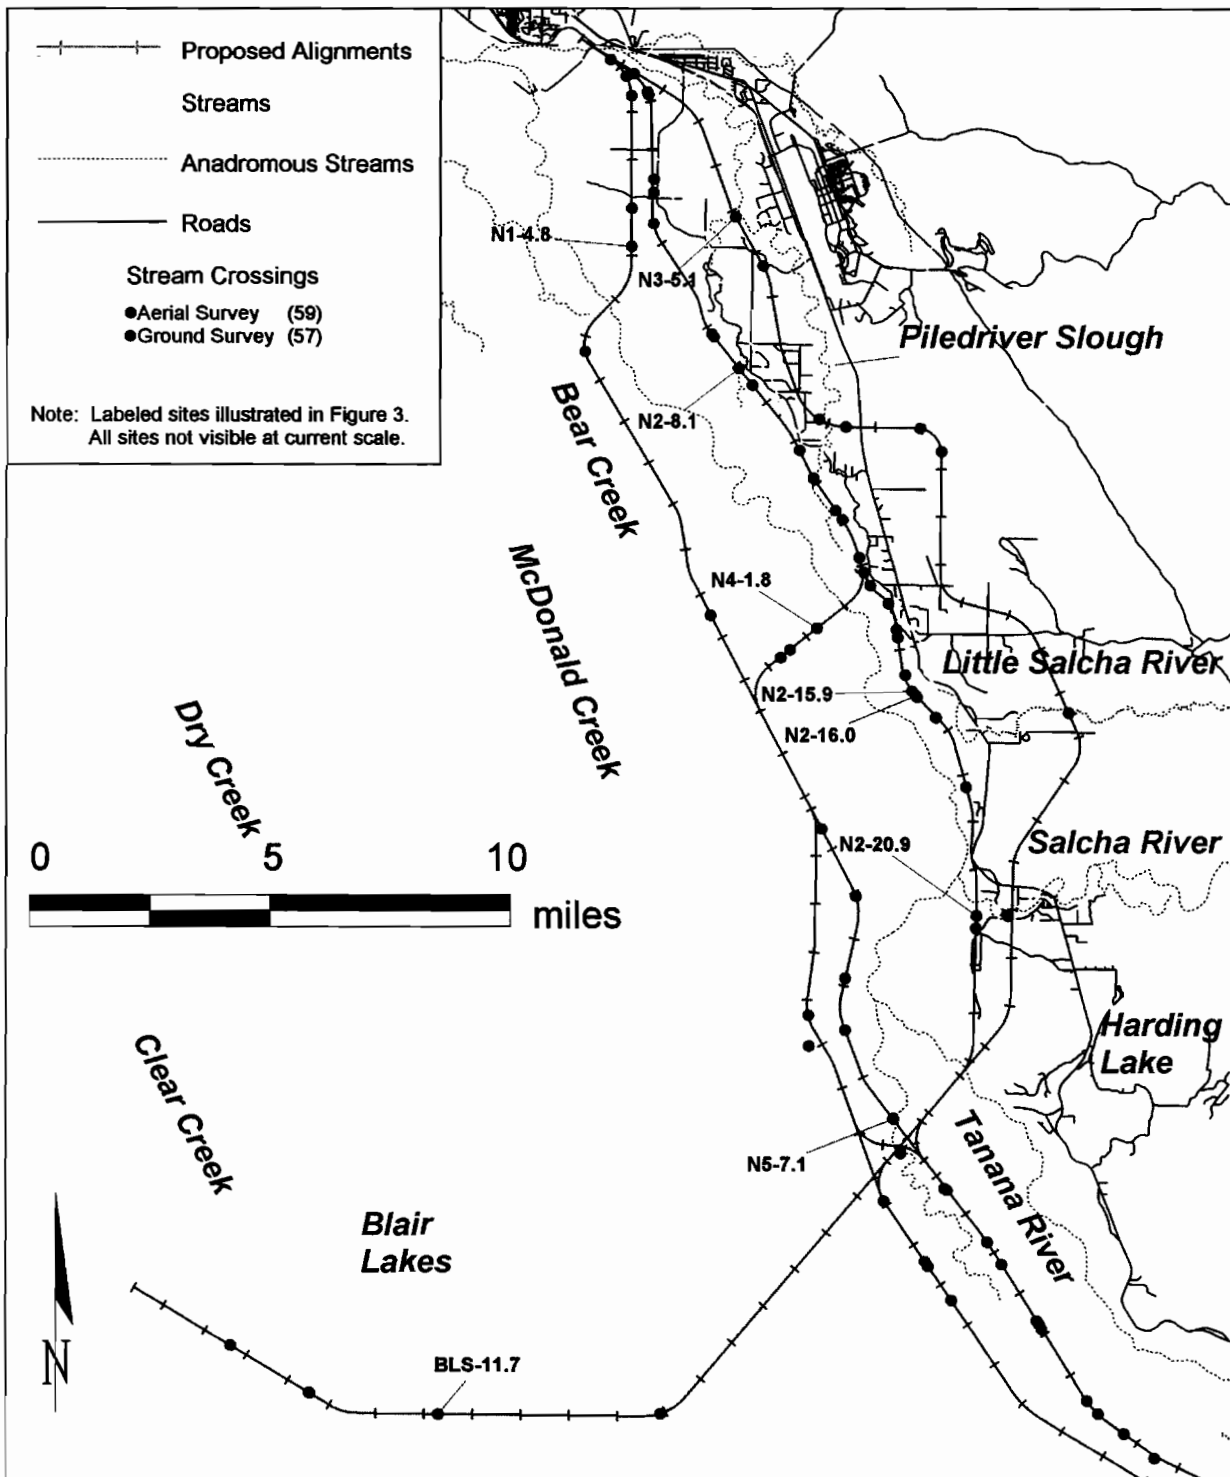 Proposed Alignments
Streams
Anadromous Streams
Roads
Stream Crossings
●Aerial Survey (59)
●Ground Survey (57)
Note: Labeled sites illustrated in Figure 3.
All sites not visible at current scale.
N1-4.8
N3-5.1
Piledriver Slough
Bear Creek
N2-8.1
McDonald Creek
N4-1.8
Little Salcha River
N2-15.9
N2-16.0
Dry Creek
N2-20.9
Salcha River
0 5 10
miles
Harding
Lake
Clear Creek
Tanana River
N5-7.1
Blair
Lakes
N
BLS-11.7